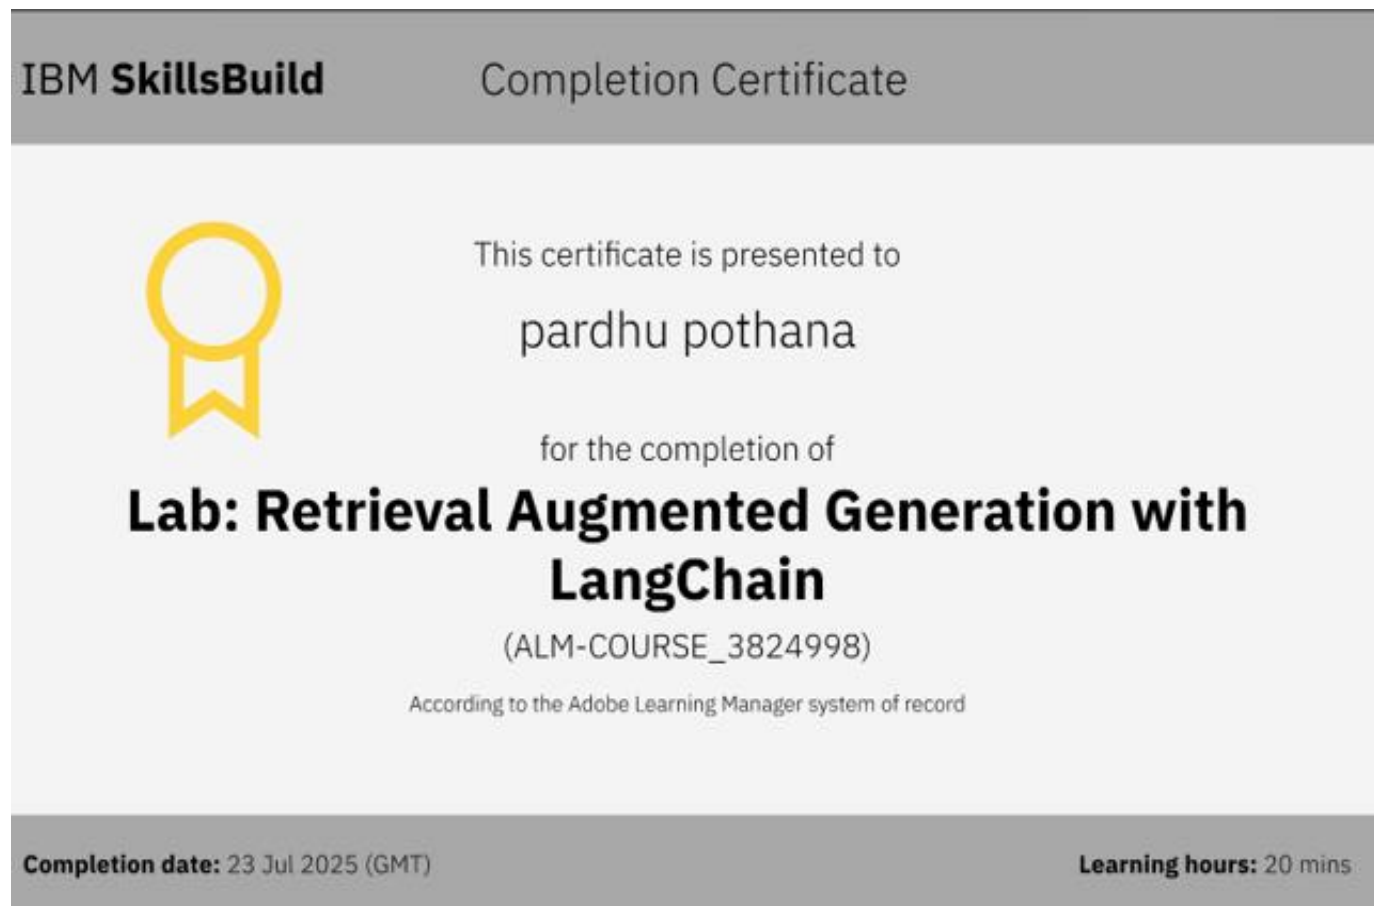 IBM SkillsBuild
Completion Certificate
This certificate is presented to
pardhu pothana
for the completion of
Lab: Retrieval Augmented Generation with
LangChain
(ALM-COURSE_3824998)
According to the Adobe Learning Manager system of record
Completion date: 23 Jul 2025 (GMT)
Learning hours: 20 mins